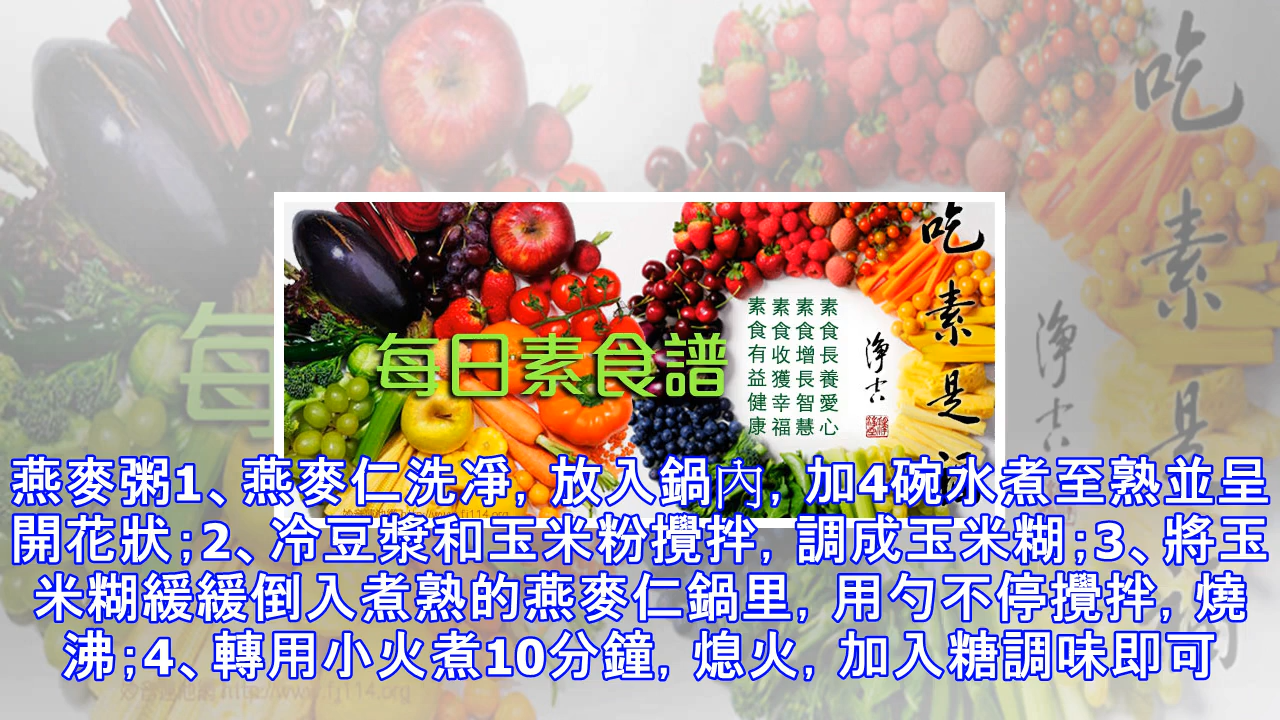 每日素食譜
吃素是福
淨古
素食長養愛心
素食增長智慧
素食收獲幸福
素食有益健康
燕麥粥1、燕麥仁洗凈，放入鍋內，加4碗水煮至熟並呈
開花狀;2、冷豆漿和玉米粉攪拌，調成玉米糊;3、將玉
米糊緩緩倒入煮熟的燕麥仁鍋里，用勺不停攪拌，燒
沸;4、轉用小火煮10分鐘，熄火，加入糖調味即可